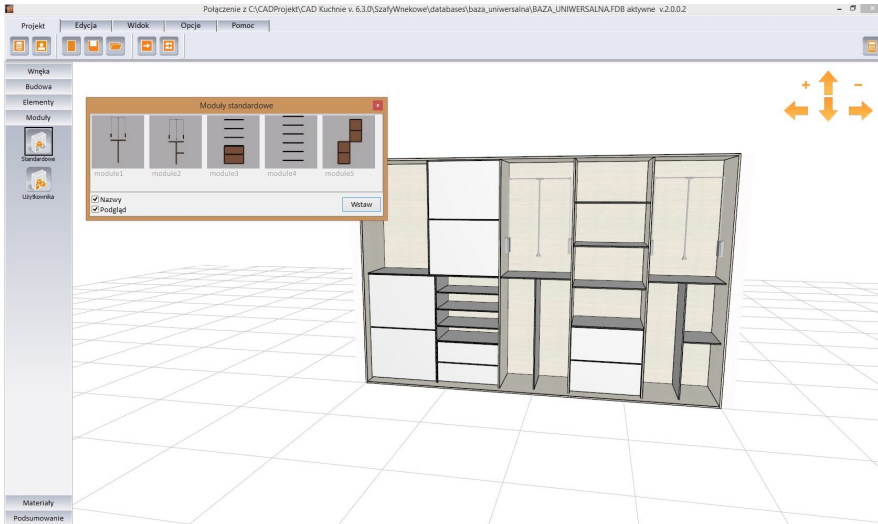 Połączenie z C:\CADProjekt\CAD Kuchnie v. 6.3.0\SzafyWnekowe\databases\baza_uniwersalna\BAZA_UNIWERSALNA.FDB aktywne v.2.0.0.2
Projekt Edycja Widok Opcje Pomoc
Wnęka
Budowa
Elementy
Moduły
Standardowe
Użytkownika
Moduły standardowe
module1 module2 module3 module4 module5
Nazwy
Podgląd
Wstaw
Materiały
Podsumowanie